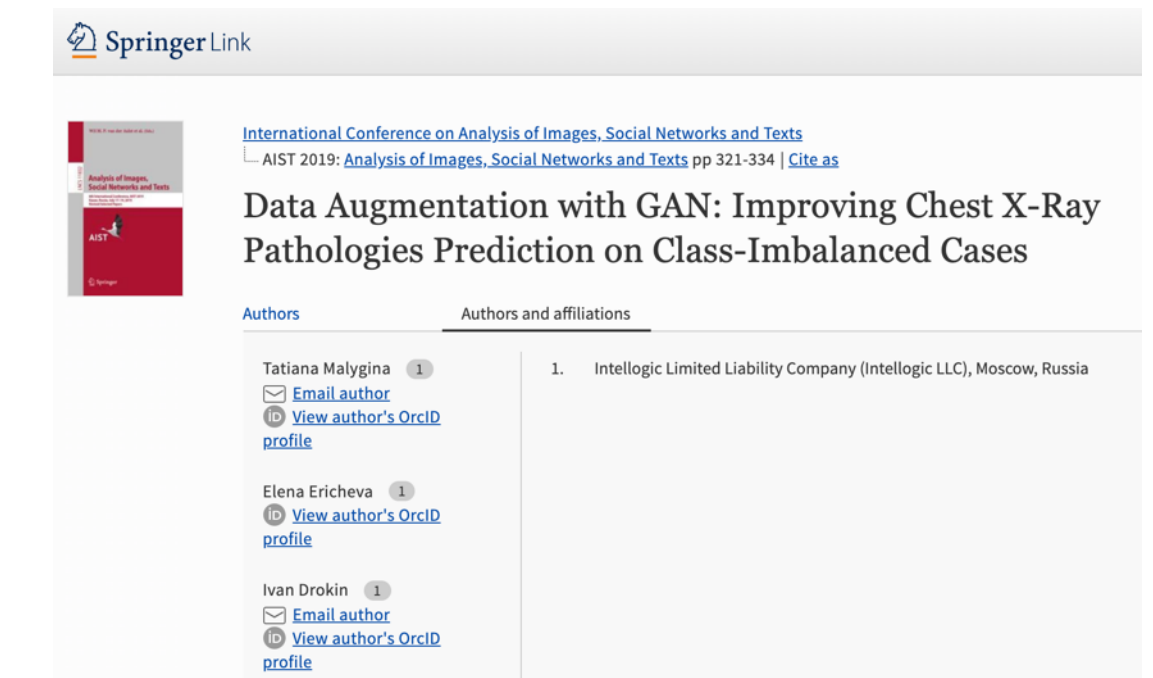 Springer Link
International Conference on Analysis of Images, Social Networks and Texts
AIST 2019: Analysis of Images, Social Networks and Texts pp 321-334 | Cite as
Analysis of Images,
Social Networks and Texts
AIST
Springer
Data Augmentation with GAN: Improving Chest X-Ray
Pathologies Prediction on Class-Imbalanced Cases
Authors
Authors and affiliations
Tatiana Malygina 1
Email author
iD View author's OrcID
profile
Elena Ericheva 1
iD View author's OrcID
profile
Ivan Drokin 1
Email author
iD View author's OrcID
profile
1. Intellogic Limited Liability Company (Intellogic LLC), Moscow, Russia